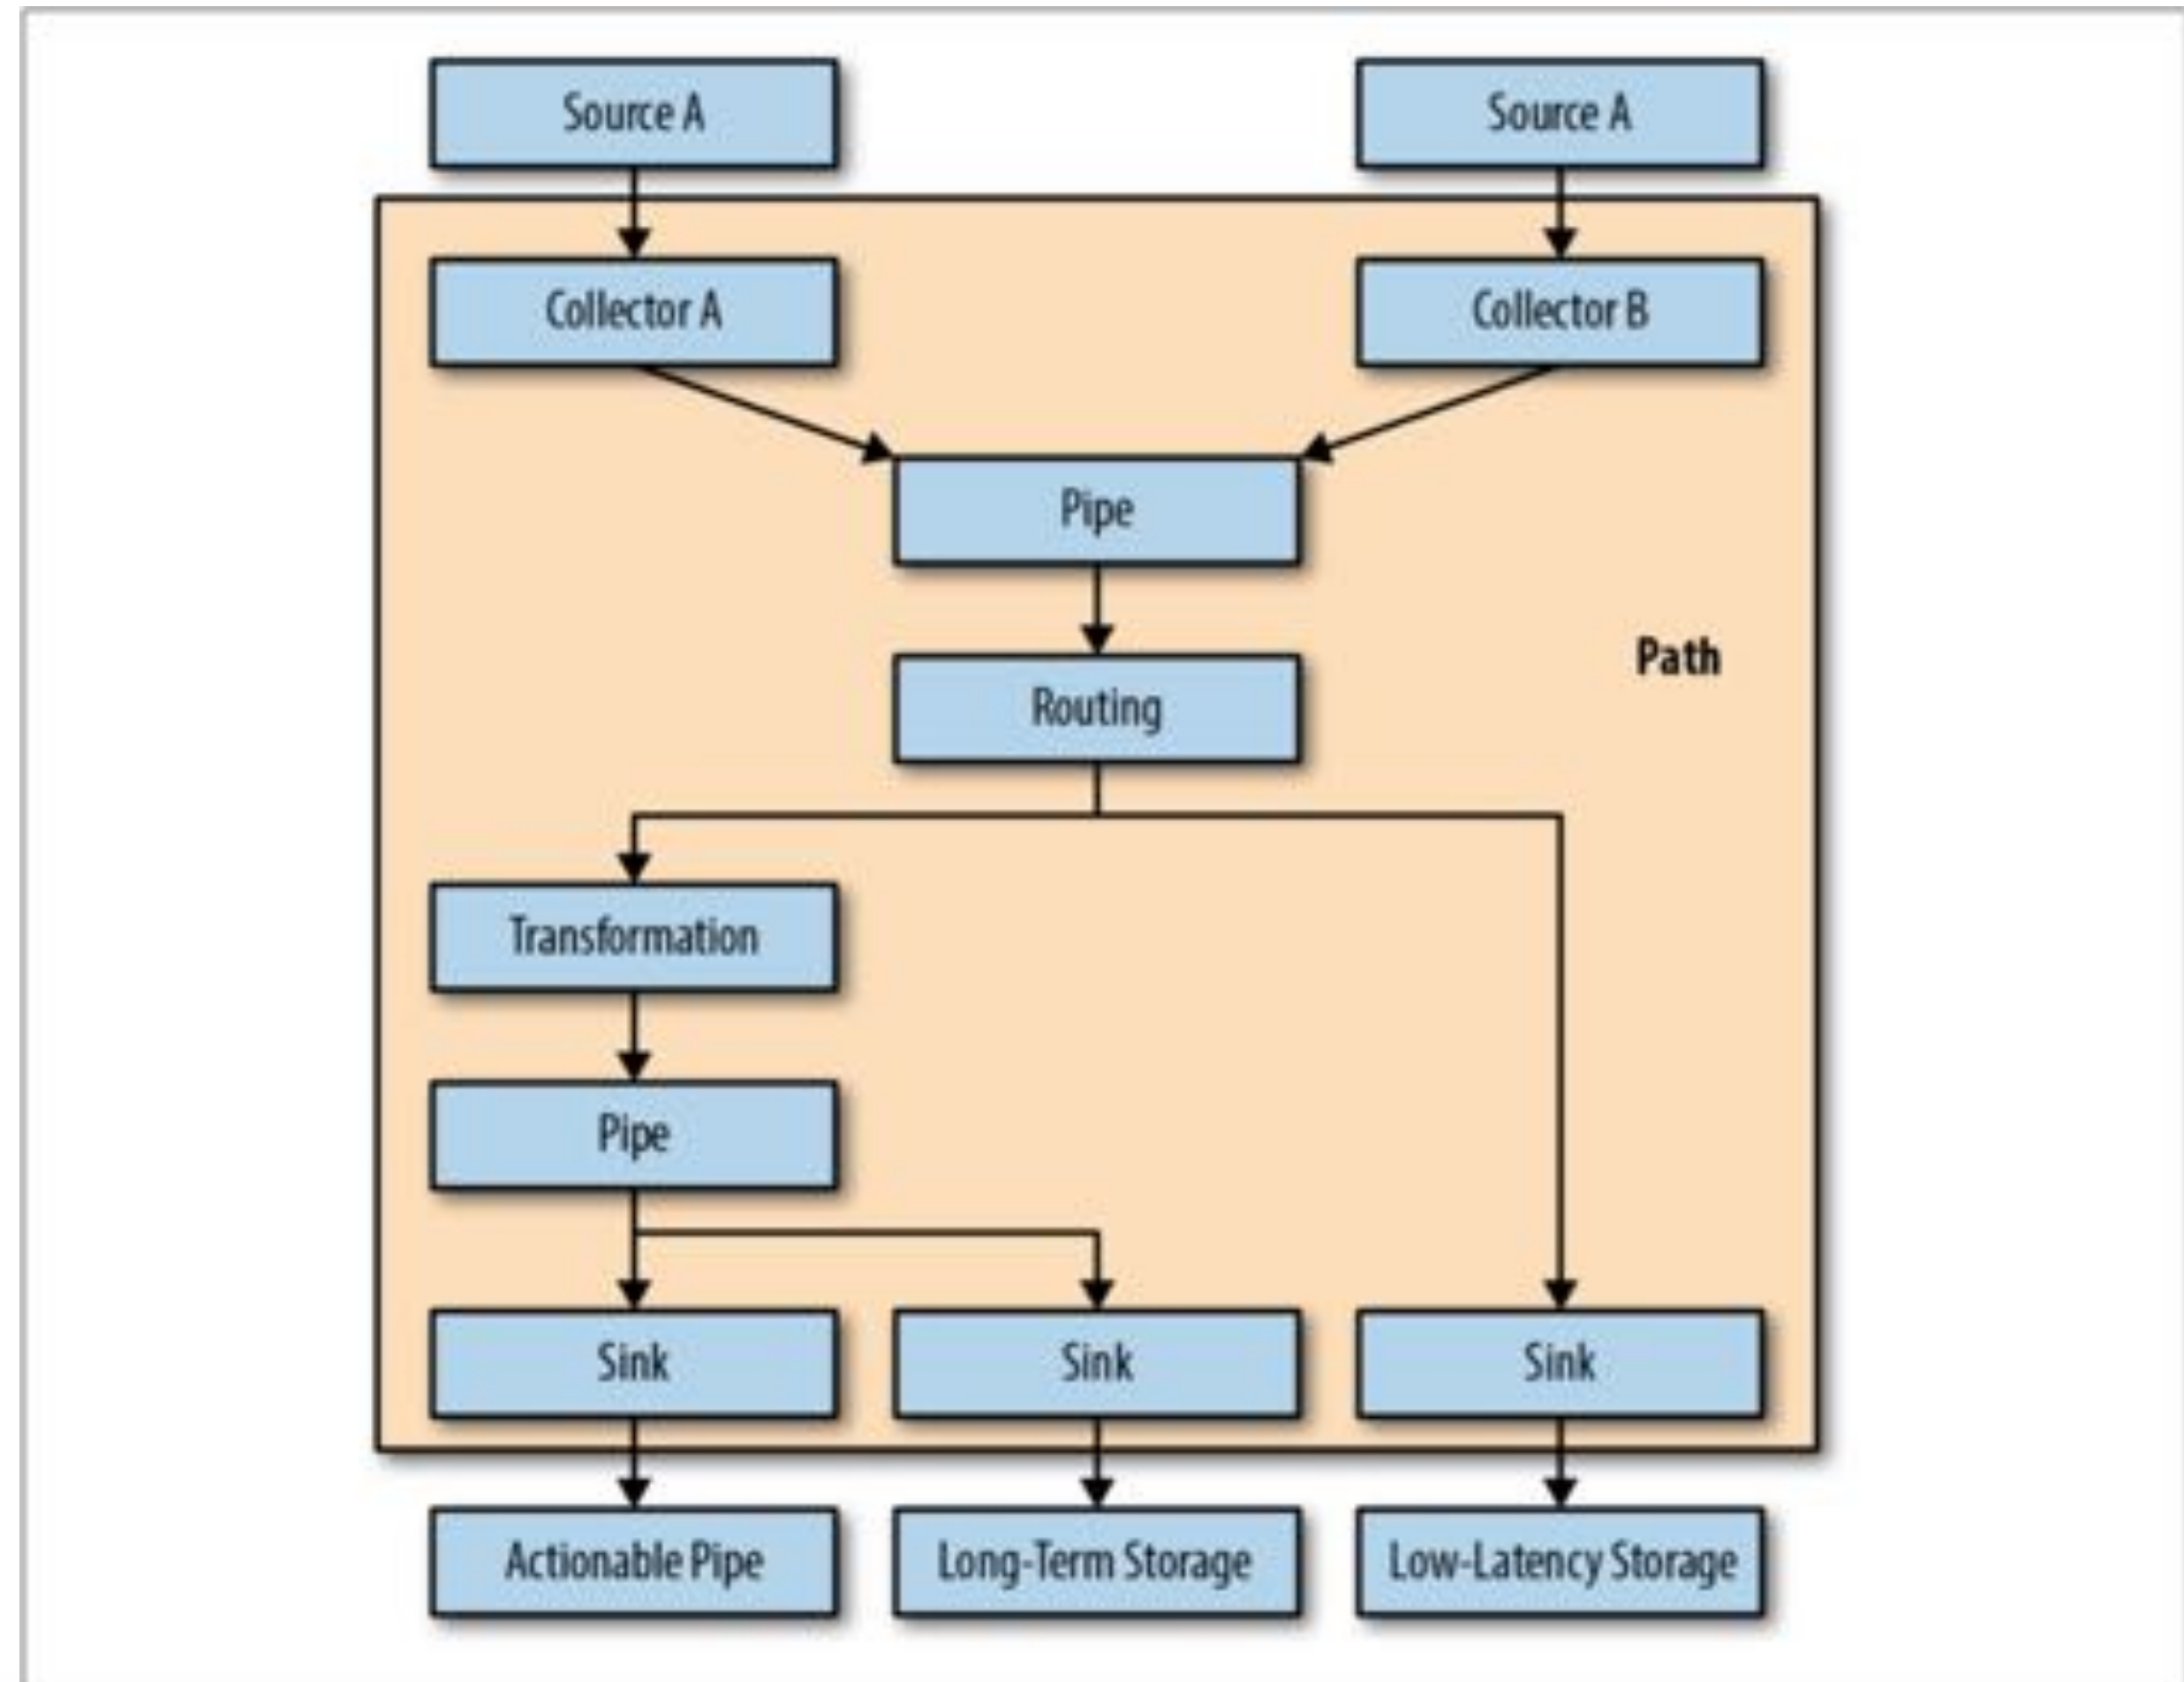 Source A
Source A
Collector A
Collector B
Pipe
Path
Routing
Transformation
Pipe
Sink
Sink
Sink
Actionable Pipe
Long-Term Storage
Low-Latency Storage